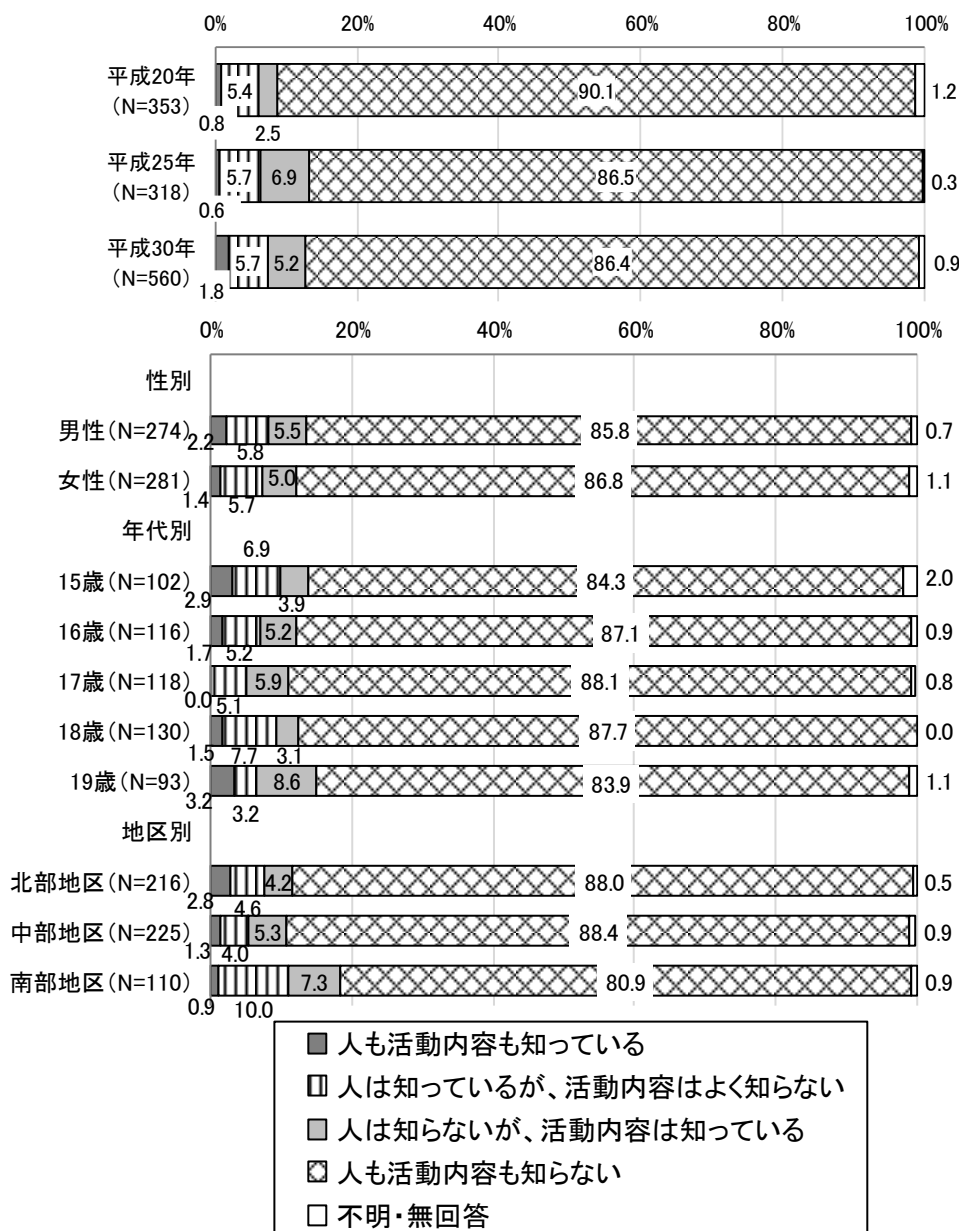 0% 20% 40% 60% 80% 100%
平成20年
(N=353)
5.4 90.1 1.2
0.8 2.5
平成25年
(N=318)
5.7 6.9 86.5 0.3
0.6
平成30年
(N=560)
5.7 5.2 86.4 0.9
1.8
0% 20% 40% 60% 80% 100%
性別
男性(N=274) 5.5 85.8 0.7
2.2 5.8
女性(N=281) 5.0 86.8 1.1
1.4 5.7
年代別
6.9
15歳(N=102) 84.3 2.0
2.9 3.9
16歳(N=116) 5.2 87.1 0.9
1.7 5.2
17歳(N=118) 5.9 88.1 0.8
0.0 5.1
18歳(N=130) 87.7 0.0
1.5 7.7 3.1
19歳(N=93) 8.6 83.9 1.1
3.2 3.2
地区別
北部地区(N=216) 4.2 88.0 0.5
2.8 4.6
中部地区(N=225) 5.3 88.4 0.9
1.3 4.0
南部地区(N=110) 7.3 80.9 0.9
0.9 10.0
人も活動内容も知っている
人は知っているが、活動内容はよく知らない
人は知らないが、活動内容は知っている
人も活動内容も知らない
不明・無回答